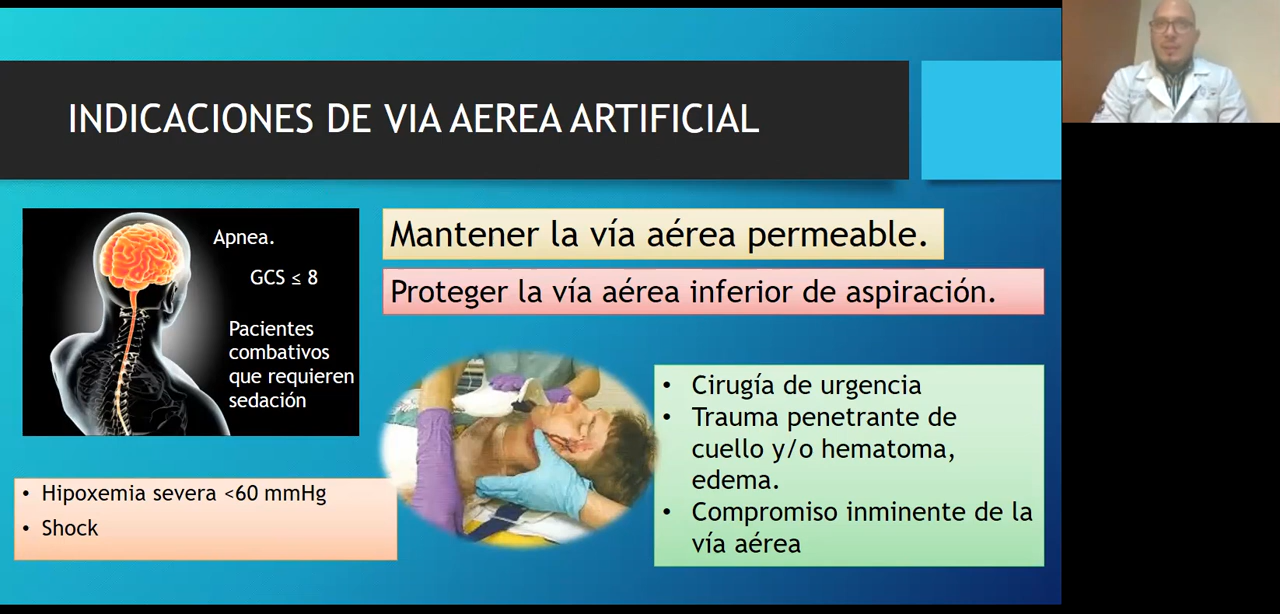 INDICACIONES DE VIA AEREA ARTIFICIAL
Apnea.
GCS ≤ 8
Pacientes
combativos
que requieren
sedación
Mantener la vía aérea permeable.
Proteger la vía aérea inferior de aspiración.
• Hipoxemia severa <60 mmHg
• Shock
• Cirugía de urgencia
• Trauma penetrante de
cuello y/o hematoma,
edema.
• Compromiso inminente de la
vía aérea